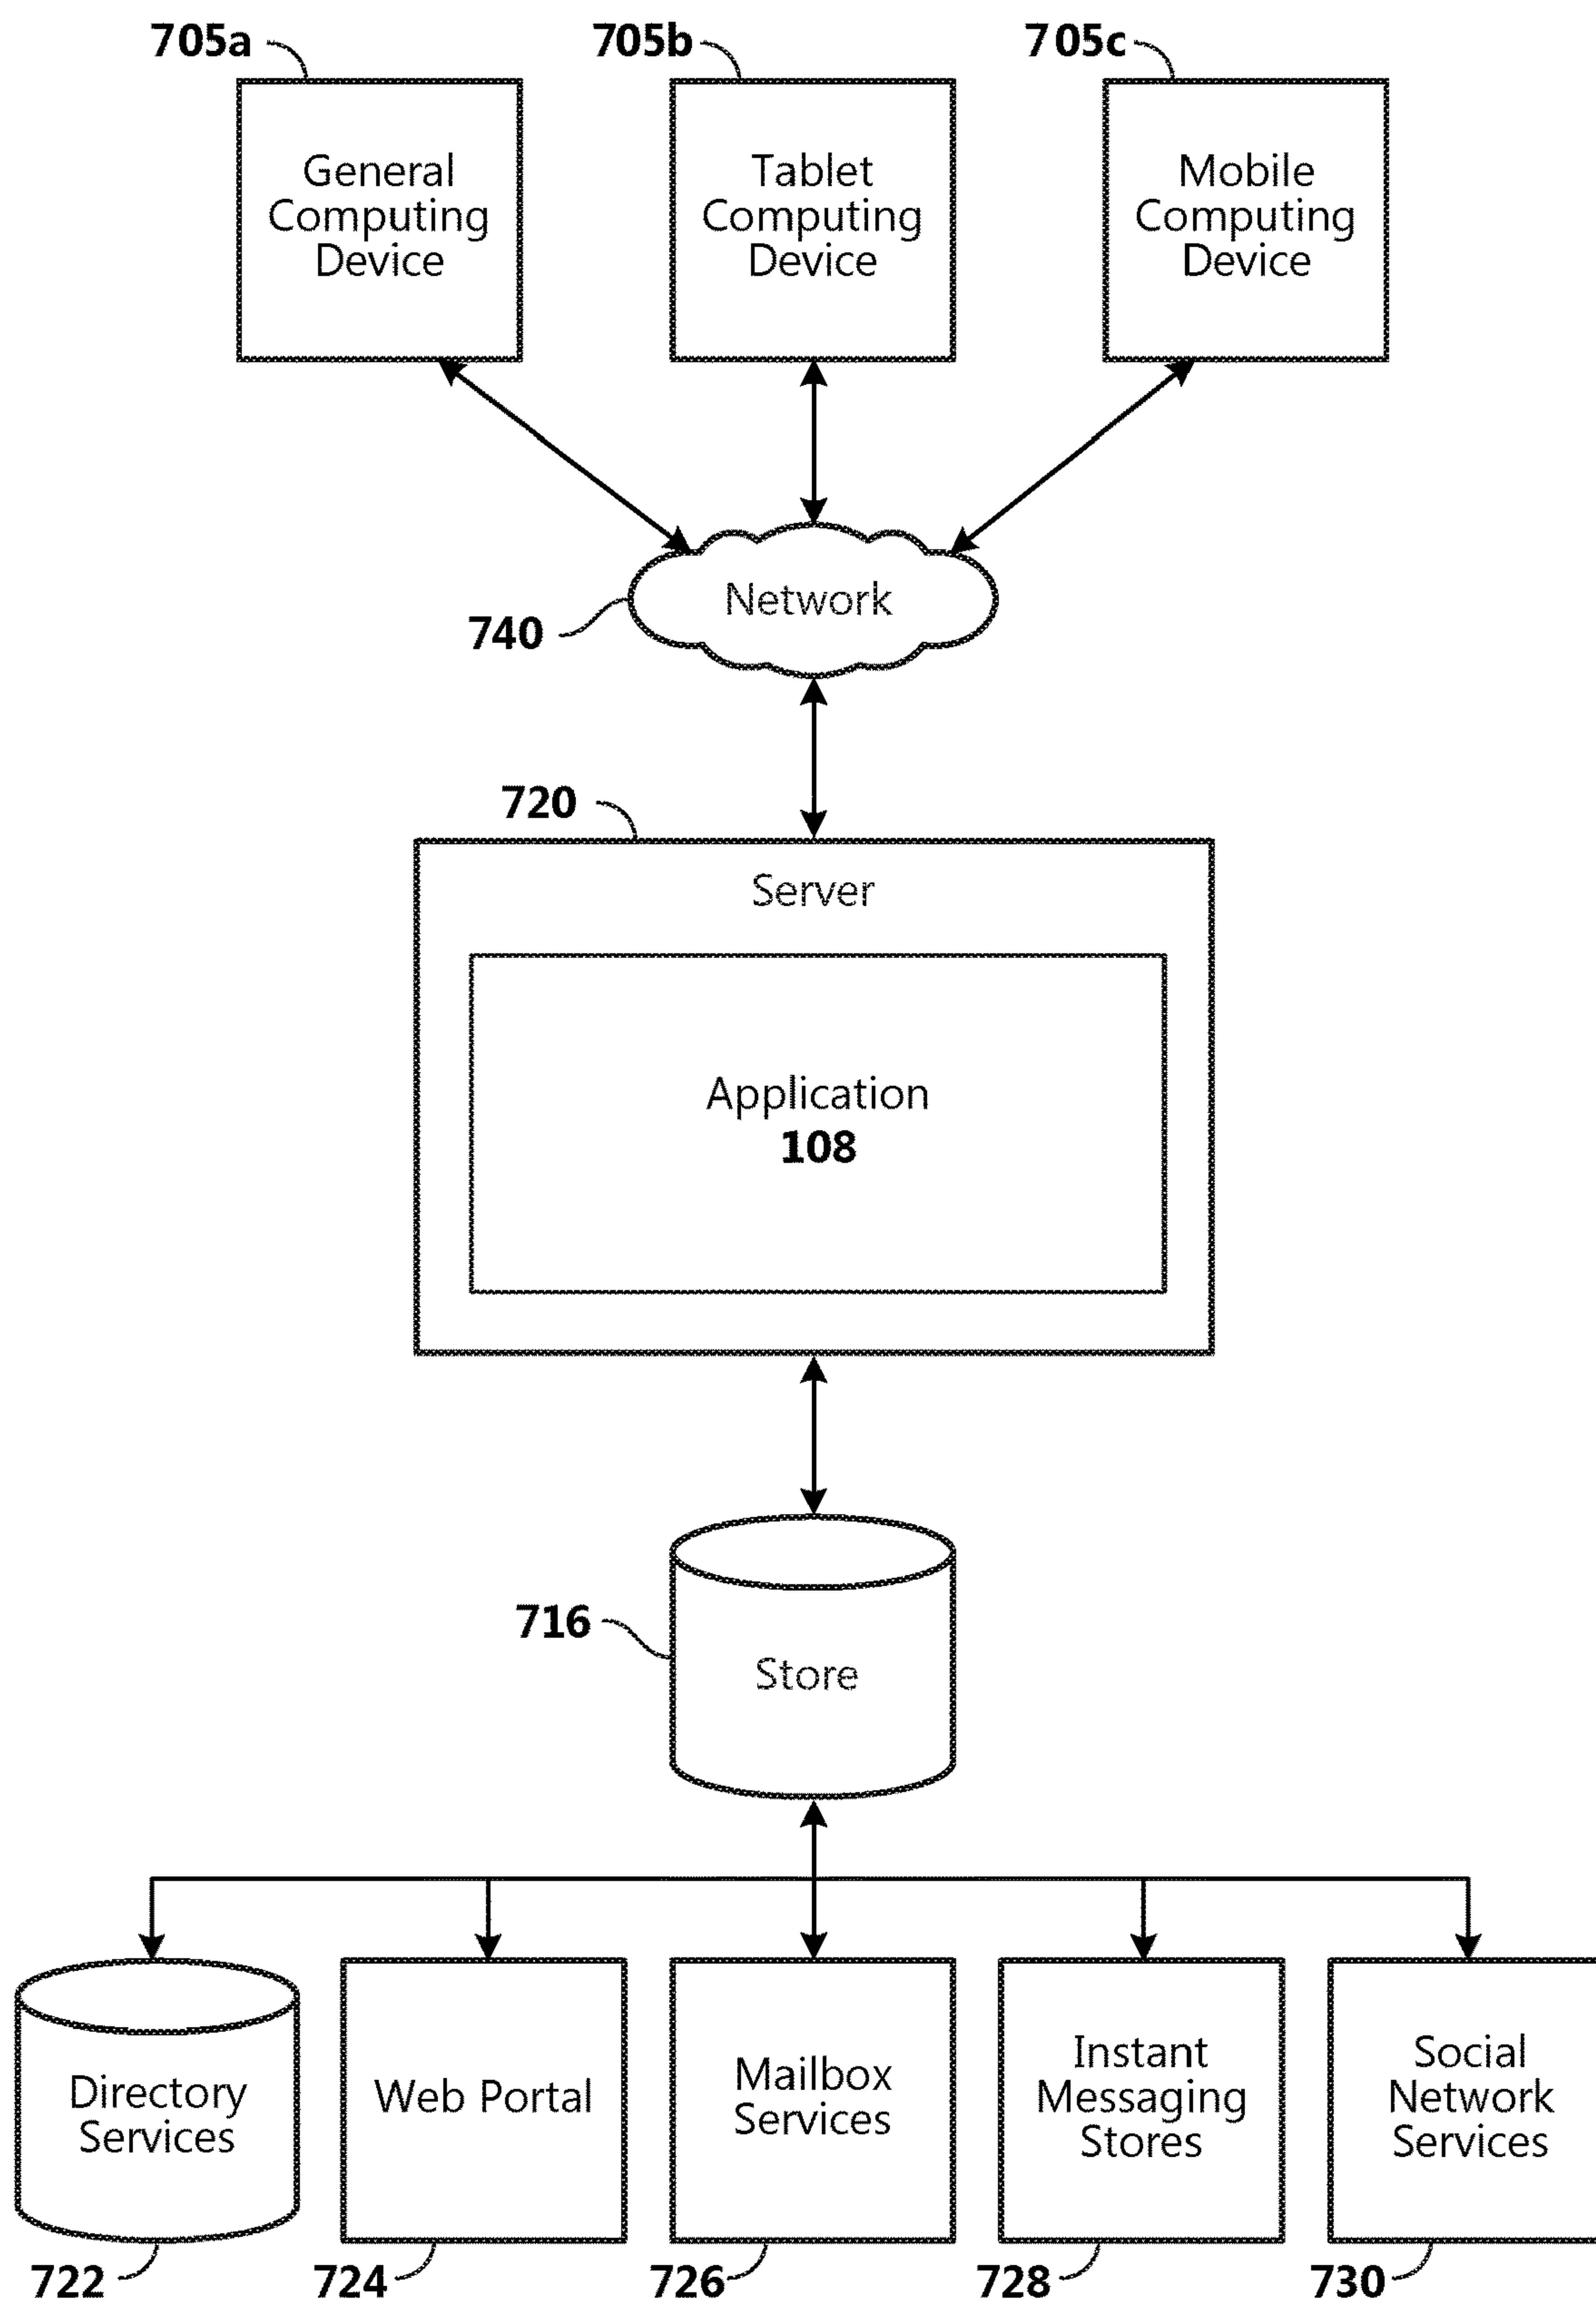 705a
705b
705c
General
Computing
Device
Tablet
Computing
Device
Mobile
Computing
Device
Network
740
720
Server
Application
108
716
Store
Directory
Services
Web Portal
Mailbox
Services
Instant
Messaging
Stores
Social
Network
Services
722
724
726
728
730